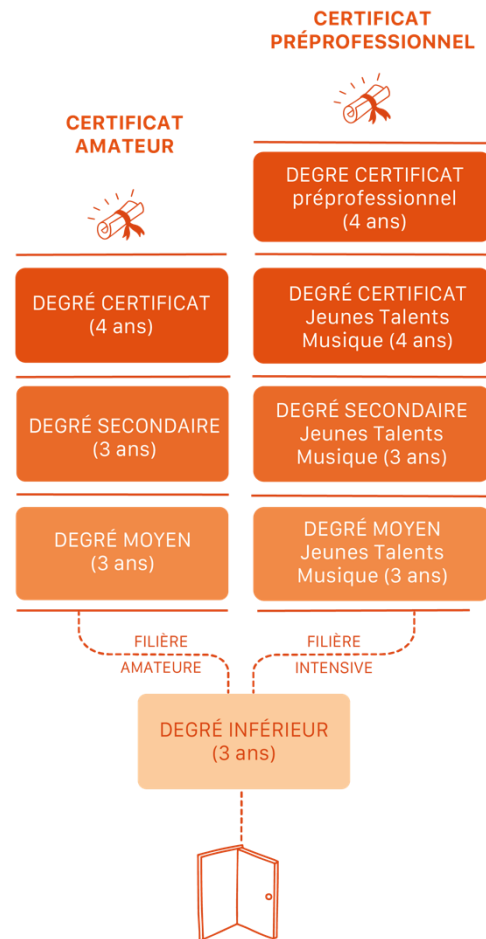 CERTIFICAT
PRÉPROFESSIONNEL
CERTIFICAT
AMATEUR
DEGRE CERTIFICAT
préprofessionnel
(4 ans)
DEGRÉ CERTIFICAT
(4 ans)
DEGRÉ CERTIFICAT
Jeunes Talents
Musique (4 ans)
DEGRÉ SECONDAIRE
(3 ans)
DEGRÉ SECONDAIRE
Jeunes Talents
Musique (3 ans)
DEGRÉ MOYEN
(3 ans)
DEGRÉ MOYEN
Jeunes Talents
Musique (3 ans)
FILIÈRE
AMATEURE
FILIÈRE
INTENSIVE
DEGRÉ INFÉRIEUR
(3 ans)